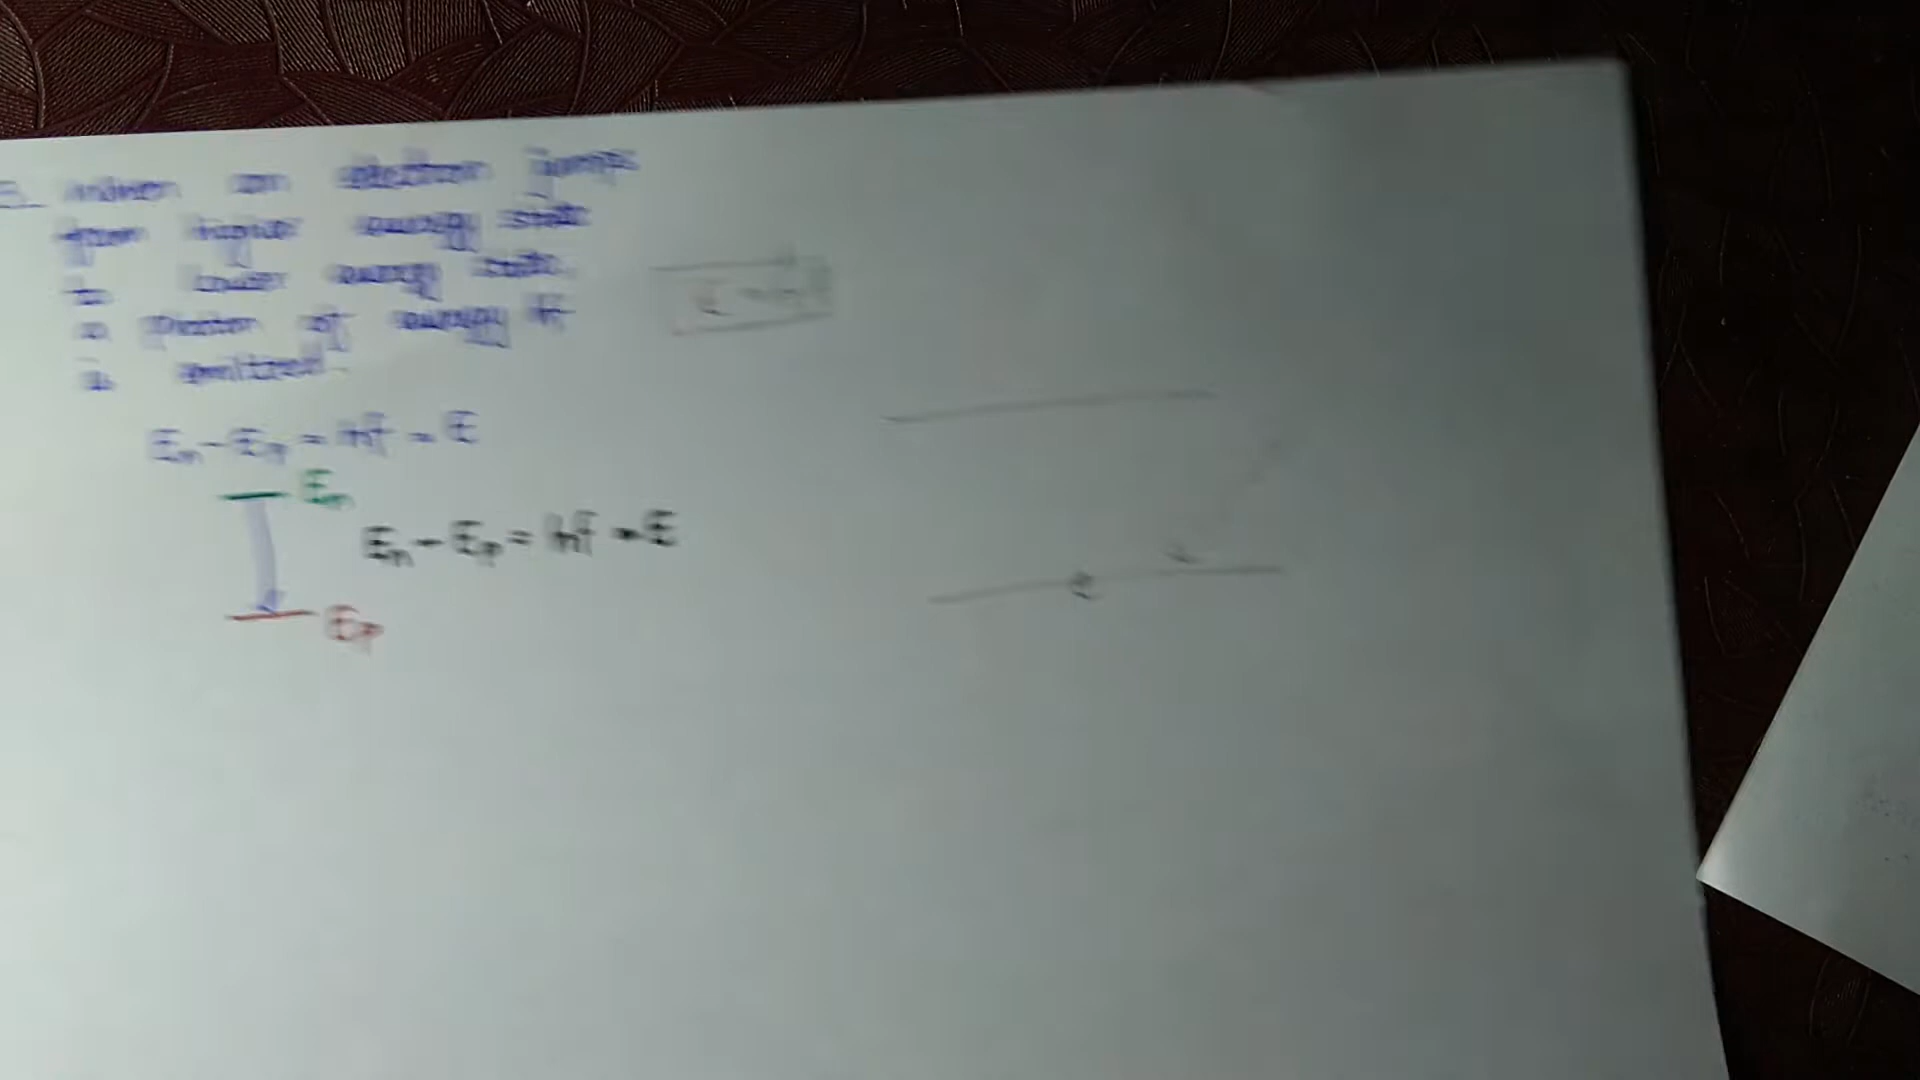 when an electron jumps
from higher energy state
to lower energy state
a photon of energy hf
is emitted.
E = hf
En - Ep = hf = E
En
En - Ep = hf = E
Ep